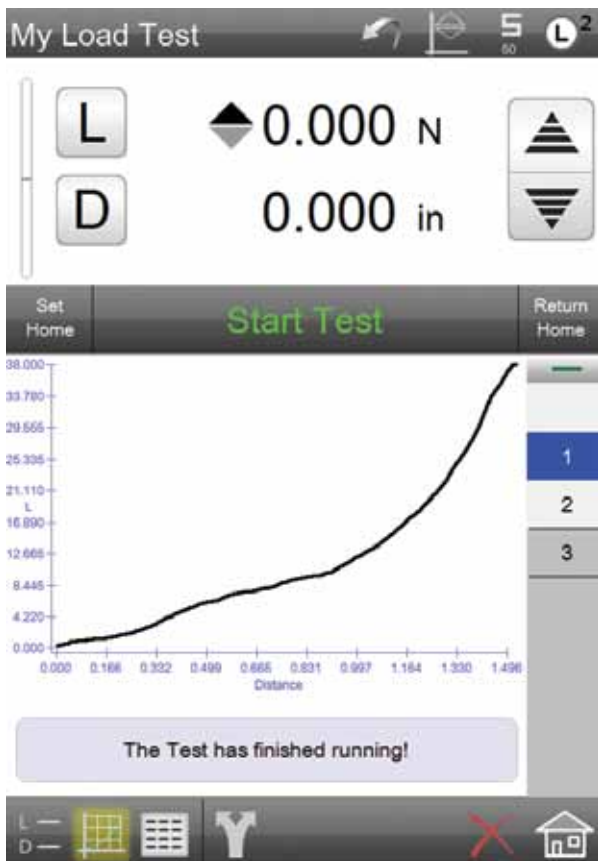 My Load Test
5
50
L 2
L
0.000 N
D
0.000 in
Set
Home
Start Test
Return
Home
38.000
33.780
29.555
25.335
21.110
L
16.890
12.665
8.445
4.220
0.000
0.000 0.166 0.332 0.499 0.665 0.831 0.997 1.164 1.330 1.496
Distance
1
2
3
The Test has finished running!
L
D